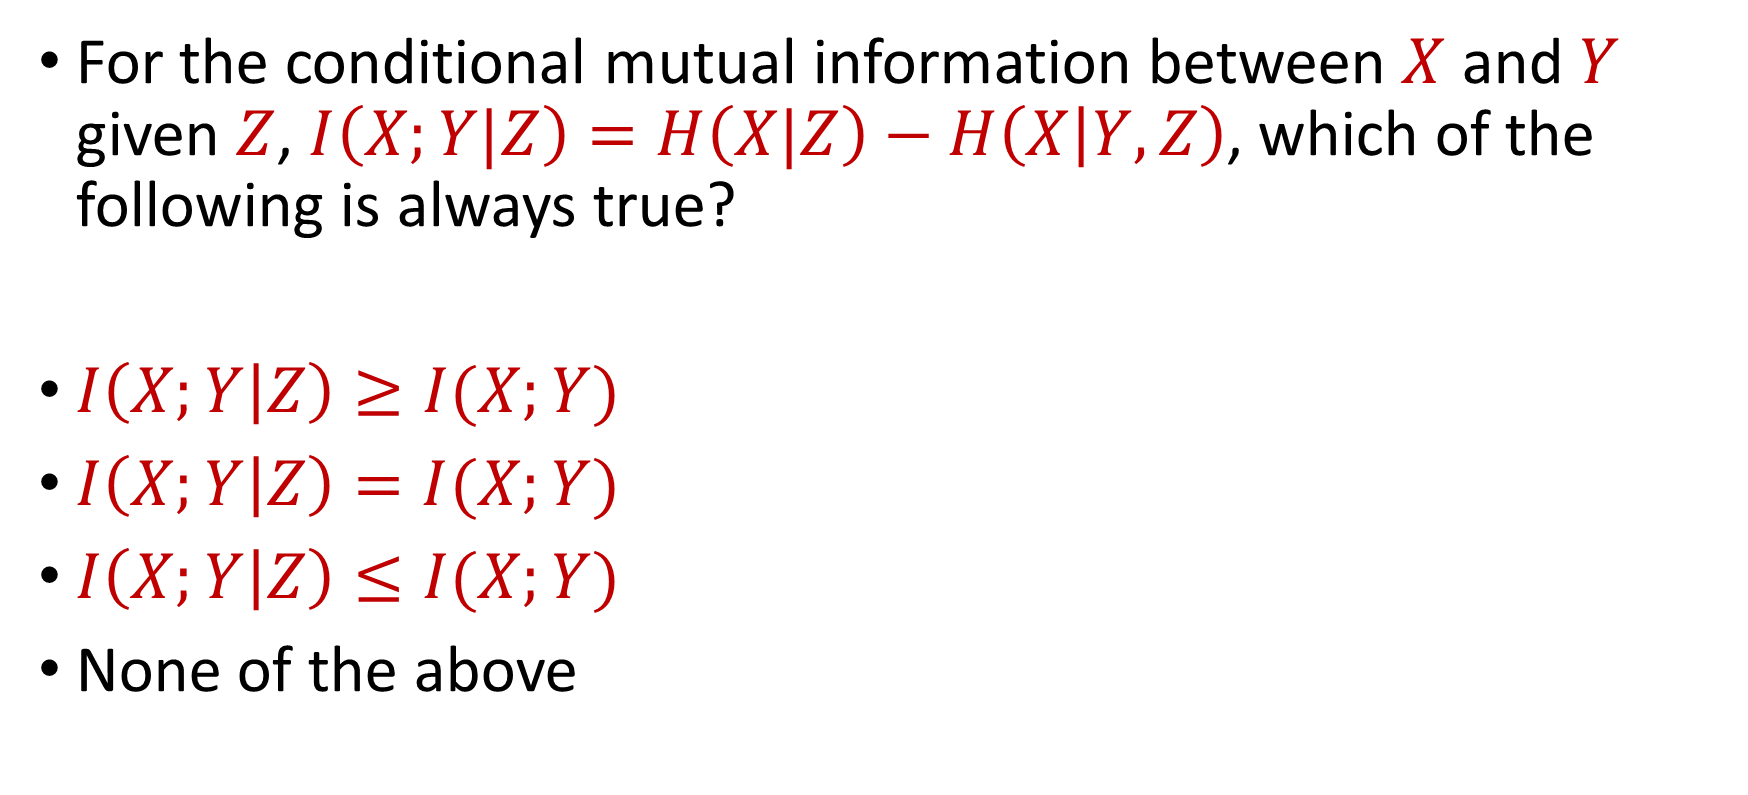 • For the conditional mutual information between X and Y
given Z, I(X; Y|Z) = H(X|Z) − H(X|Y, Z), which of the
following is always true?
• I(X; Y|Z) ≥ I(X; Y)
• I(X; Y|Z) = I(X; Y)
• I(X; Y|Z) ≤ I(X; Y)
• None of the above